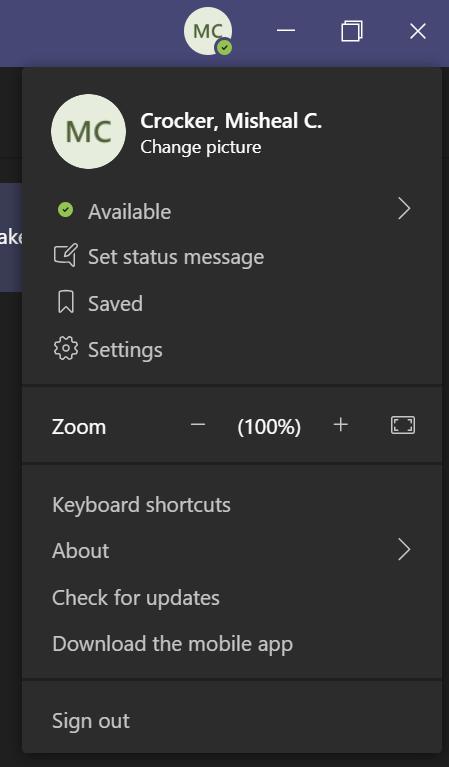 MC
MC
Crocker, Misheal C.
Change picture
Available
Set status message
Saved
Settings
Zoom
(100%)
Keyboard shortcuts
About
Check for updates
Download the mobile app
Sign out